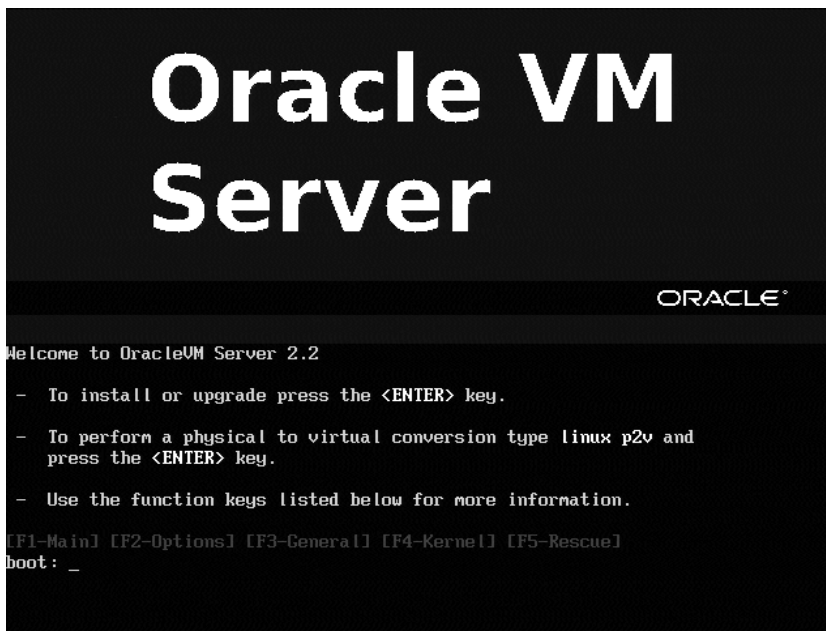 Oracle VM
Server
ORACLE
Welcome to OracleVM Server 2.2
- To install or upgrade press the <ENTER> key.
- To perform a physical to virtual conversion type linux p2v and
press the <ENTER> key.
- Use the function keys listed below for more information.
[F1-Main] [F2-Options] [F3-General] [F4-Kernel] [F5-Rescue]
boot: _